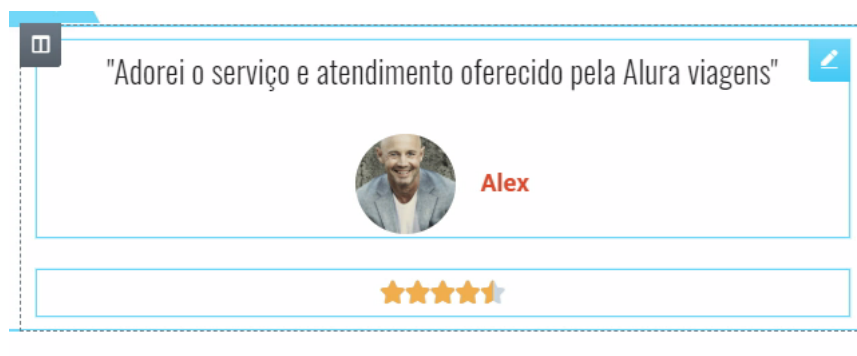 "Adorei o serviço e atendimento oferecido pela Alura viagens"
Alex